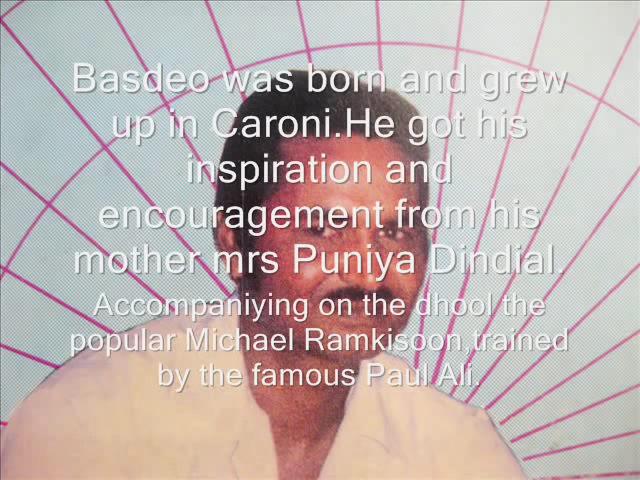 Basdeo was born and grew
up in Caroni.He got his
inspiration and
encouragement from his
mother mrs Puniya Dindial.
Accompaniying on the dhool the
popular Michael Ramkisoon,trained
by the famous Paul Ali.